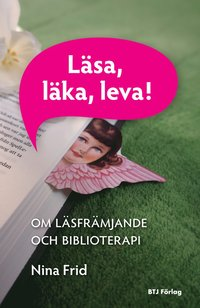 Läsa,
läka, leva!
OM LÄSFRÄMJANDE
OCH BIBLIOTERAPI
Nina Frid
BTJ Förlag